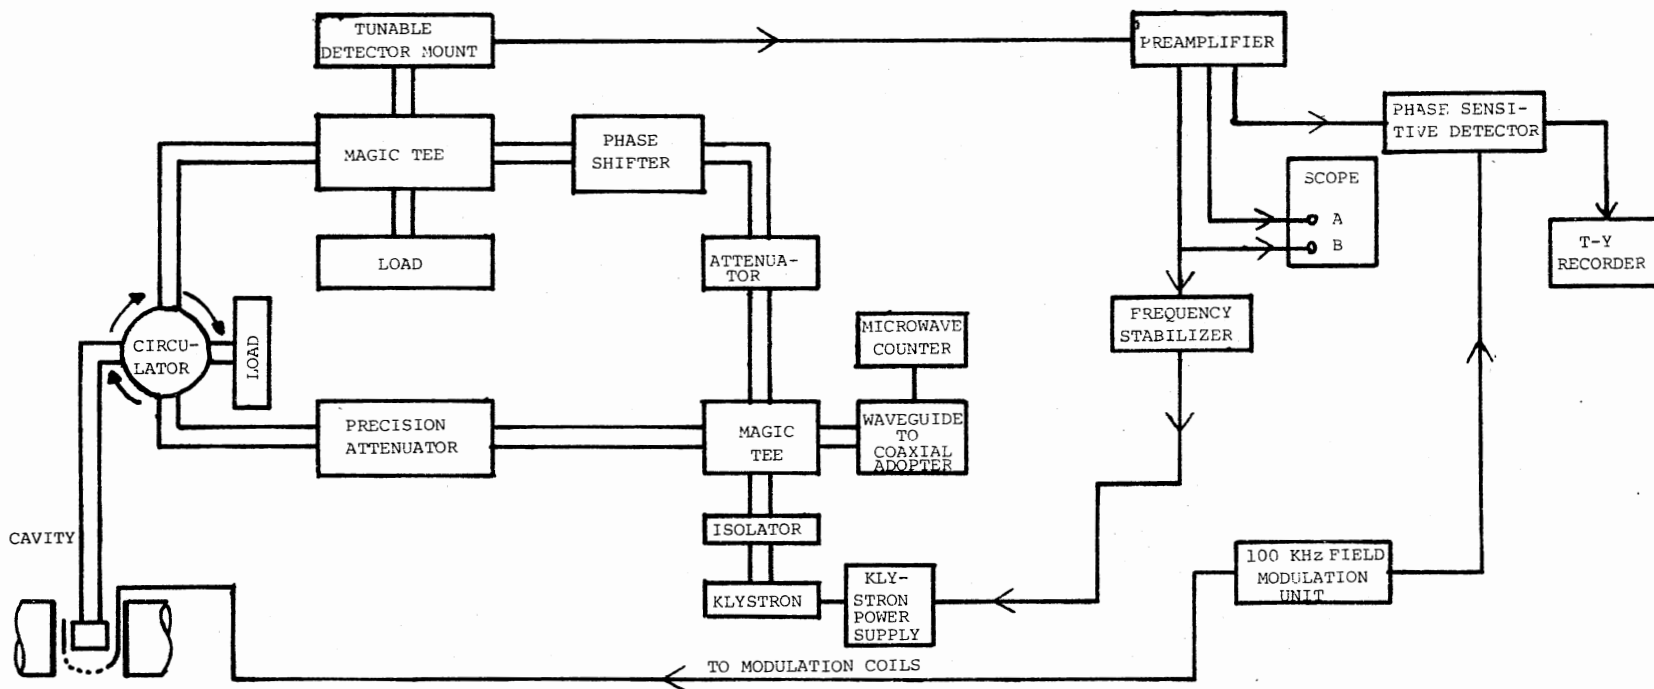 TUNABLE
DETECTOR MOUNT
PREAMPLIFIER
PHASE SENSI-
TIVE DETECTOR
MAGIC TEE
PHASE
SHIFTER
SCOPE
A
B
T-Y
RECORDER
LOAD
ATTENUA-
TOR
FREQUENCY
STABILIZER
MICROWAVE
COUNTER
CIRCU-
LATOR
LOAD
PRECISION
ATTENUATOR
MAGIC
TEE
WAVEGUIDE
TO
COAXIAL
ADOPTER
CAVITY
ISOLATOR
100 KHz FIELD
MODULATION
UNIT
KLYSTRON
KLY-
STRON
POWER
SUPPLY
TO MODULATION COILS